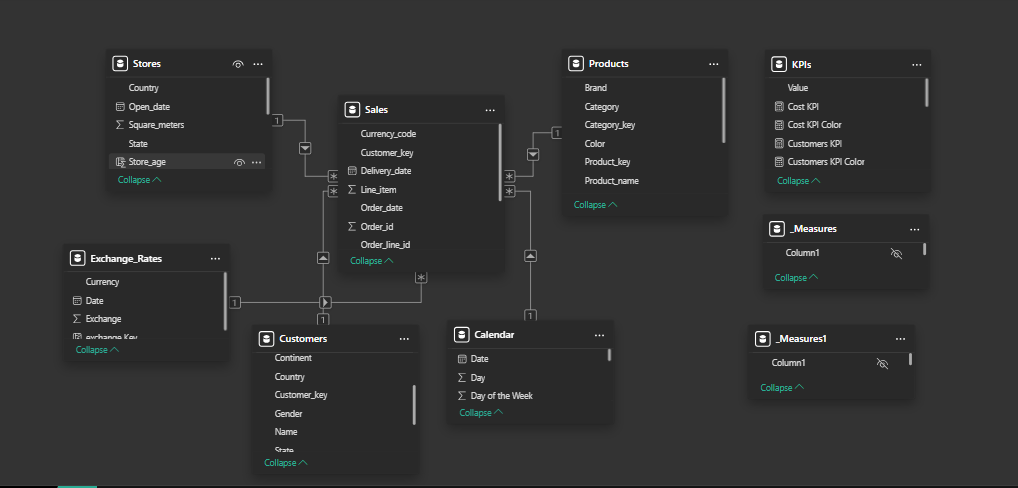 Stores
Country
Open_date
Square_meters
State
Store_age
Collapse
1
Sales
Currency_code
Customer_key
Delivery_date
Line_item
Order_date
Order_id
Order_line_id
Collapse
*
*
*
*
*
Products
Brand
Category
Category_key
Color
Product_key
Product_name
Collapse
1
KPIs
Value
Cost KPI
Cost KPI Color
Customers KPI
Customers KPI Color
Collapse
_Measures
Column1
Collapse
Exchange_Rates
Currency
Date
Exchange
exchange Key
Collapse
1
Customers
Continent
Country
Customer_key
Gender
Name
State
Collapse
1
Calendar
Date
Day
Day of the Week
Collapse
1
_Measures1
Column1
Collapse